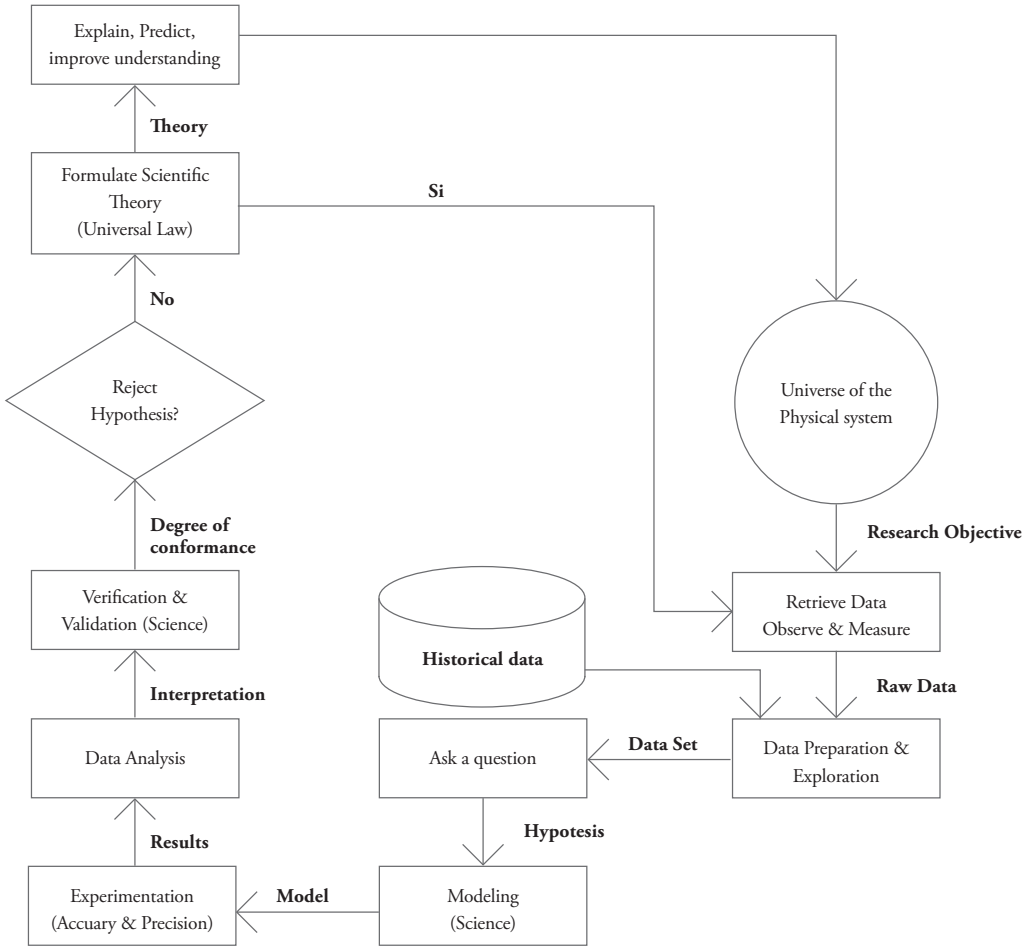 Explain, Predict,
improve understanding
Theory
Formulate Scientific
Theory
(Universal Law)
Si
No
Reject
Hypothesis?
Universe of the
Physical system
Degree of
conformance
Research Objective
Verification &
Validation (Science)
Retrieve Data
Observe & Measure
Historical data
Interpretation
Raw Data
Data Analysis
Ask a question
Data Set
Data Preparation &
Exploration
Results
Hypotesis
Experimentation
(Accuary & Precision)
Model
Modeling
(Science)